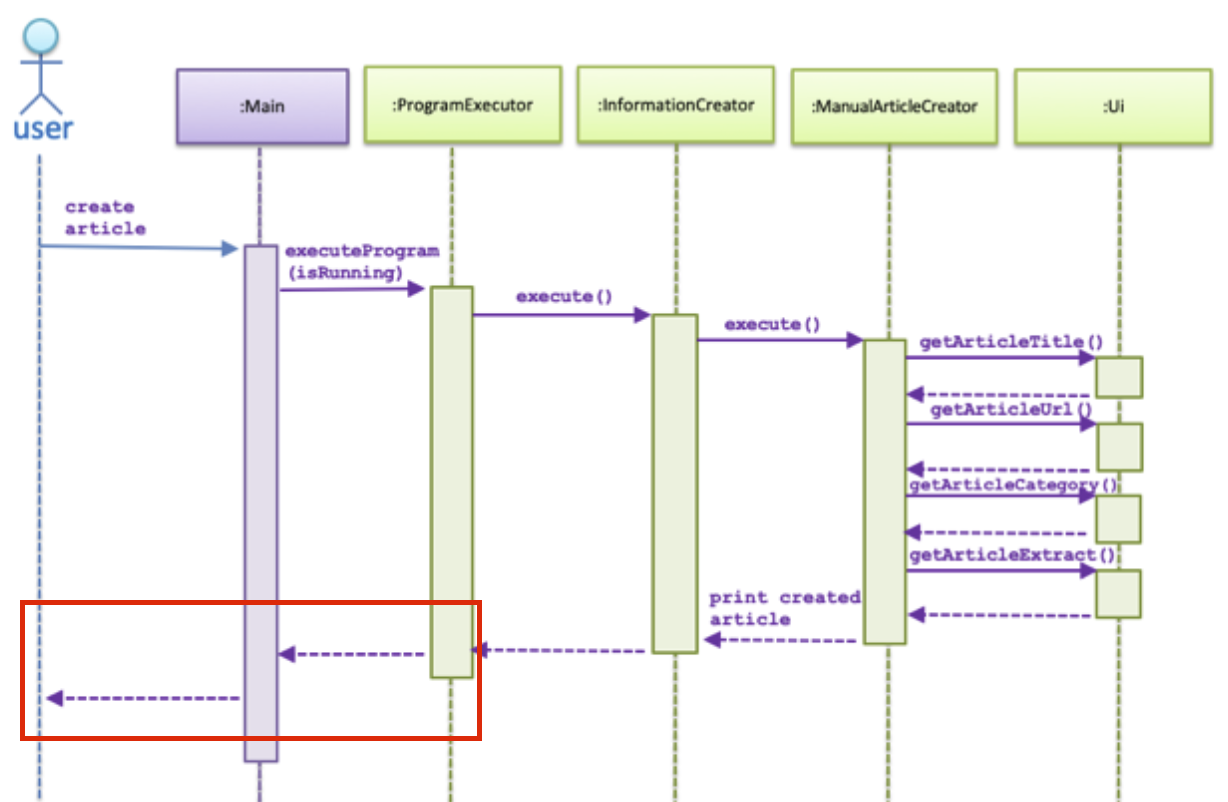 user
:Main
:ProgramExecutor
:InformationCreator
:ManualArticleCreator
:Ui
create
article
executeProgram
(isRunning)
execute()
execute()
getArticleTitle()
getArticleUrl()
getArticleCategory()
getArticleExtract()
print created
article